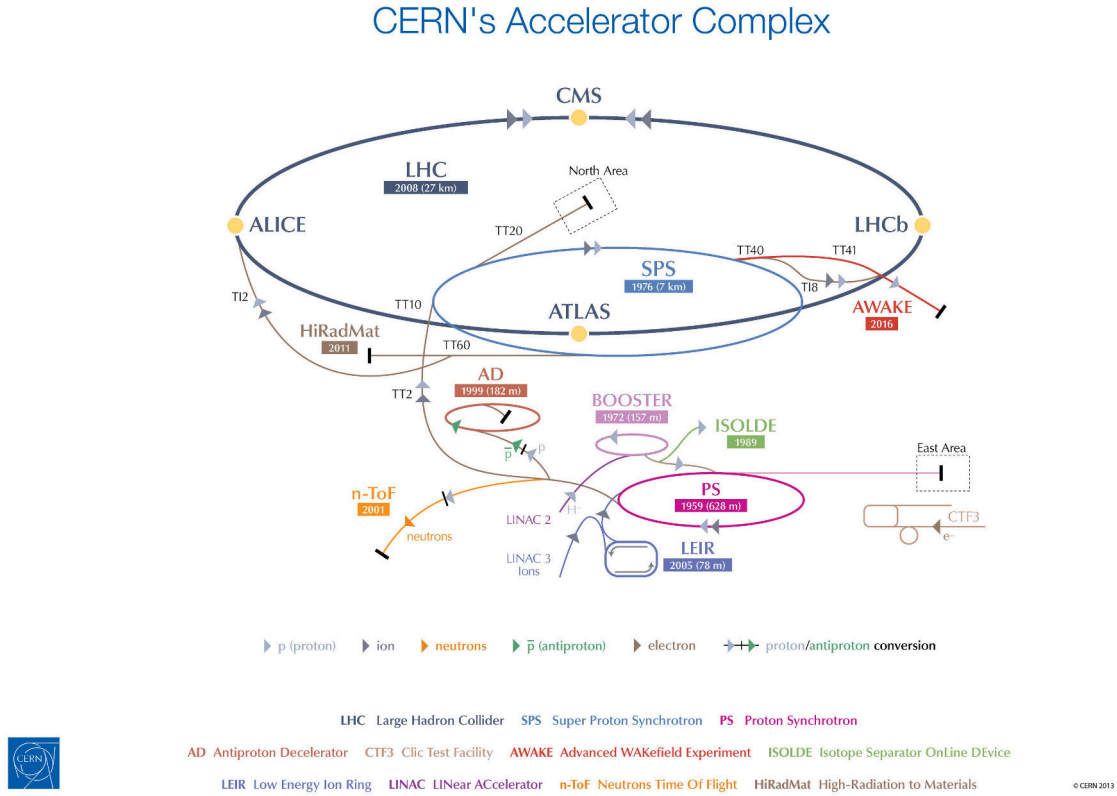 CERN's Accelerator Complex
CMS
LHC
2008 (27 km)
North Area
ALICE
LHCb
TT20
TT40
TT41
SPS
1976 (7 km)
TI8
TI2
TT10
ATLAS
AWAKE
2016
HiRadMat
2011
TT60
TT2
AD
1999 (182 m)
BOOSTER
1972 (157 m)
ISOLDE
1989
p
p̅
East Area
n-ToF
2001
neutrons
LINAC 2
H⁻
PS
1959 (628 m)
CTF3
e⁻
LINAC 3
Ions
LEIR
2005 (78 m)
p (proton) ion neutrons p̅ (antiproton) electron proton/antiproton conversion
LHC Large Hadron Collider SPS Super Proton Synchrotron PS Proton Synchrotron
AD Antiproton Decelerator CTF3 Clic Test Facility AWAKE Advanced WAKefield Experiment ISOLDE Isotope Separator OnLine DEvice
LEIR Low Energy Ion Ring LINAC LINear ACcelerator n-ToF Neutrons Time Of Flight HiRadMat High-Radiation to Materials
CERN
© CERN 2013